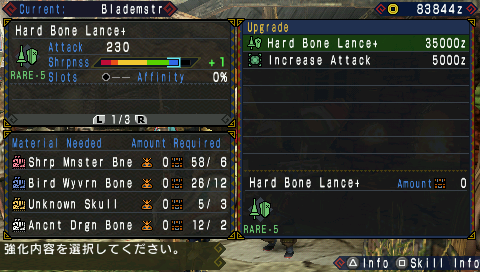 Current: Blademstr
83844z
Hard Bone Lance+
Attack 230
Shrpnss +1
RARE-5 Slots ●−− Affinity 0%
L 1/3 R
Upgrade
Hard Bone Lance+ 35000z
Increase Attack 5000z
Material Needed Amount Required
Shrp Mnster Bne 0 58/ 6
Bird Wyvrn Bone 0 26/12
Unknown Skull 0 5/ 3
Ancnt Drgn Bone 0 12/ 2
Hard Bone Lance+ Amount 0
RARE-5
強化内容を選択してください。
△ Info □ Skill Info